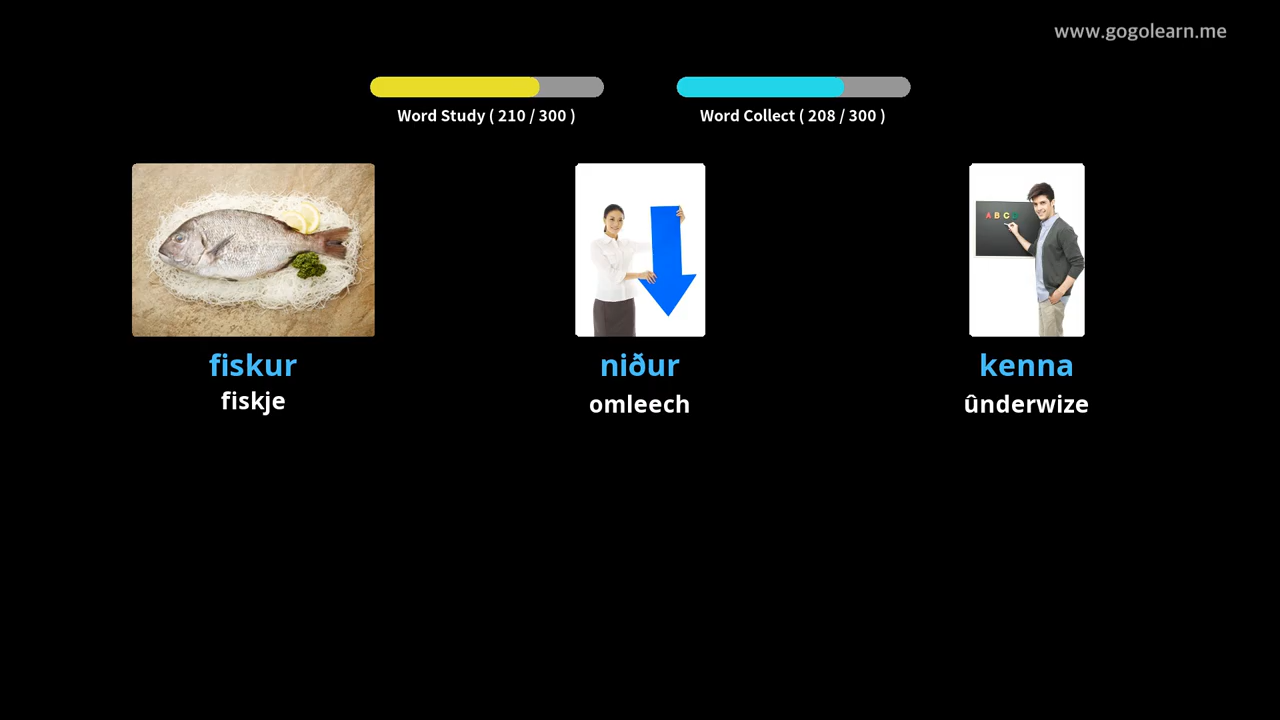 www.gogolearn.me
Word Study ( 210 / 300 )
Word Collect ( 208 / 300 )
A B C D
fiskur
niður
kenna
fiskje
omleech
ûnderwize